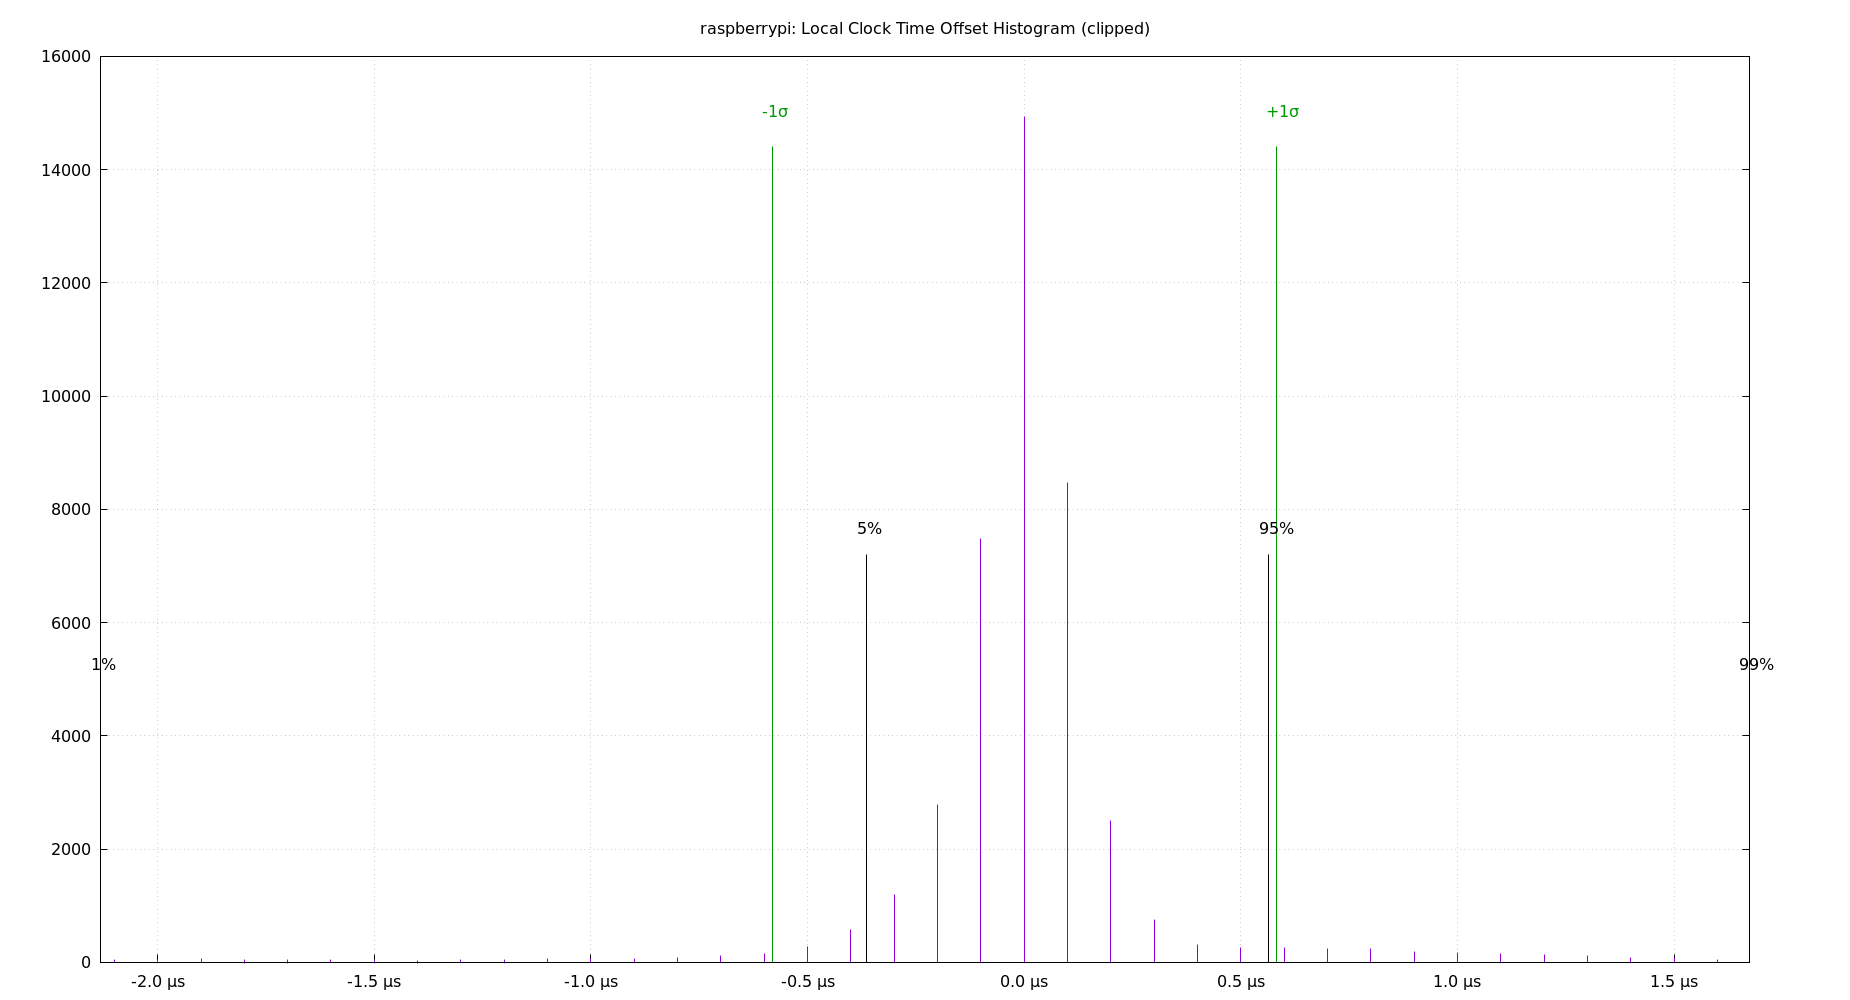 raspberrypi: Local Clock Time Offset Histogram (clipped)
16000
-1σ
+1σ
14000
12000
10000
8000
5%
95%
6000
1%
99%
4000
2000
0
-2.0 µs
-1.5 µs
-1.0 µs
-0.5 µs
0.0 µs
0.5 µs
1.0 µs
1.5 µs